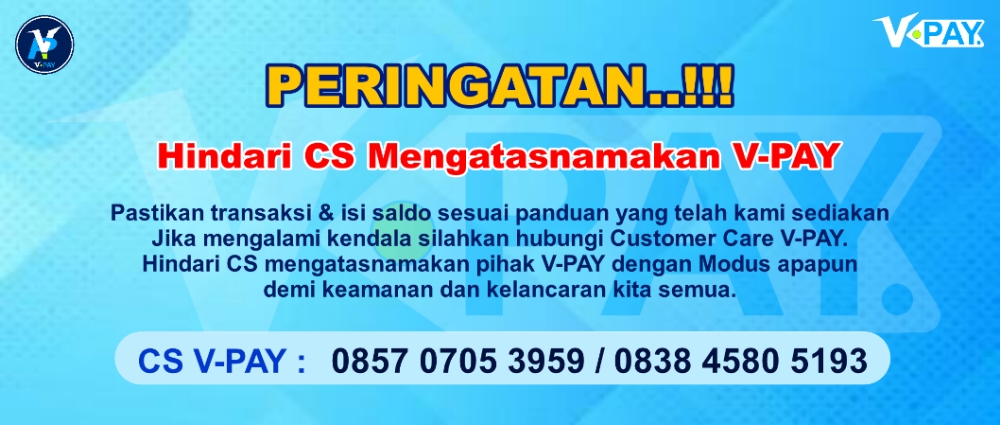 V-PAY
V-PAY.
PERINGATAN..!!!
Hindari CS Mengatasnamakan V-PAY
Pastikan transaksi & isi saldo sesuai panduan yang telah kami sediakan
Jika mengalami kendala silahkan hubungi Customer Care V-PAY.
Hindari CS mengatasnamakan pihak V-PAY dengan Modus apapun
demi keamanan dan kelancaran kita semua.
CS V-PAY : 0857 0705 3959 / 0838 4580 5193